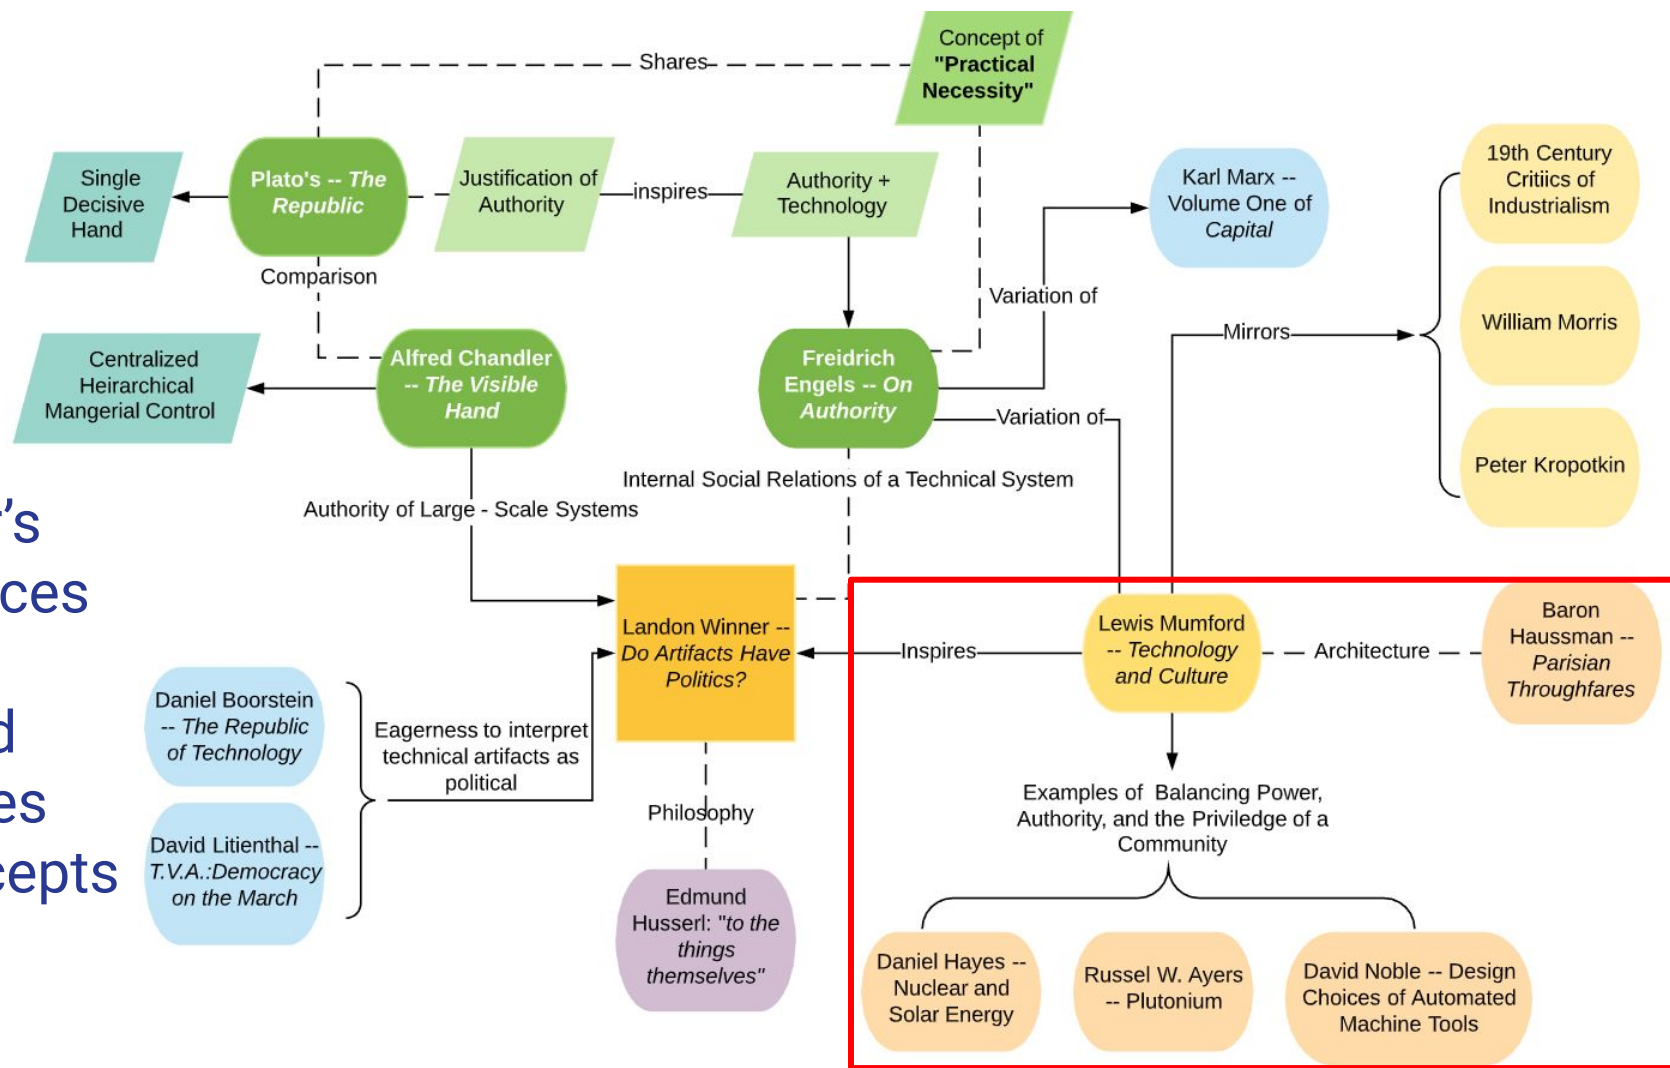 Shares
Concept of
"Practical
Necessity"
Single
Decisive
Hand
Plato's -- The
Republic
Justification of
Authority
inspires
Authority +
Technology
Karl Marx --
Volume One of
Capital
19th Century
Critiics of
Industrialism
Comparison
Variation of
William Morris
Mirrors
Centralized
Heirarchical
Mangerial Control
Alfred Chandler
-- The Visible
Hand
Freidrich
Engels -- On
Authority
Variation of
Peter Kropotkin
Internal Social Relations of a Technical System
Authority of Large - Scale Systems
's
ces
d
es
cepts
Landon Winner --
Do Artifacts Have
Politics?
Inspires
Lewis Mumford
-- Technology
and Culture
Architecture
Baron
Haussman --
Parisian
Throughfares
Daniel Boorstein
-- The Republic
of Technology
Eagerness to interpret
technical artifacts as
political
David Litienthal --
T.V.A.:Democracy
on the March
Philosophy
Examples of Balancing Power,
Authority, and the Priviledge of a
Community
Edmund
Husserl: "to the
things
themselves"
Daniel Hayes --
Nuclear and
Solar Energy
Russel W. Ayers
-- Plutonium
David Noble -- Design
Choices of Automated
Machine Tools